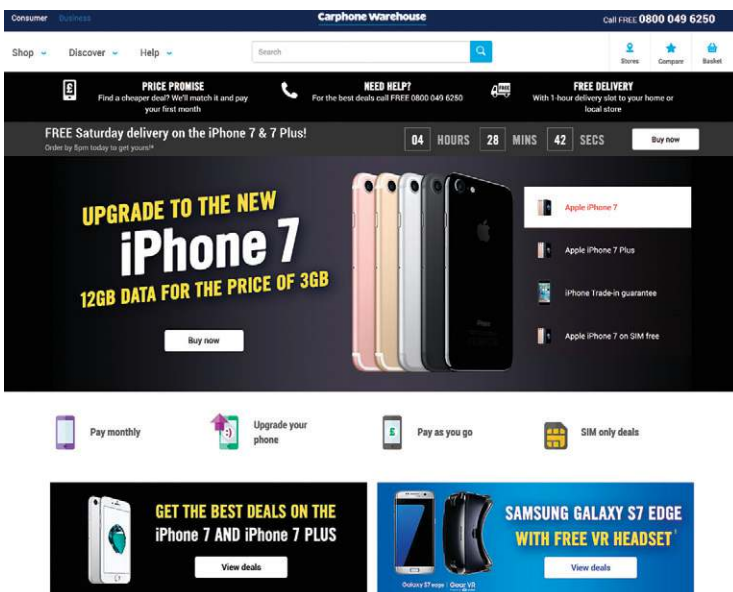 Consumer Business
Carphone Warehouse
Call FREE 0800 049 6250
Shop Discover Help
Search
Stores Compare Basket
PRICE PROMISE
Find a cheaper deal? We'll match it and pay
your first month
NEED HELP?
For the best deals call FREE 0800 049 6250
FREE
FREE DELIVERY
With 1-hour delivery slot to your home or
local store
FREE Saturday delivery on the iPhone 7 & 7 Plus!
Order by 8pm today to get yours!*
04 HOURS 28 MINS 42 SECS
Buy now
UPGRADE TO THE NEW
iPhone 7
12GB DATA FOR THE PRICE OF 3GB
Buy now
iPhone
Apple iPhone 7
Apple iPhone 7 Plus
iPhone Trade-in guarantee
Apple iPhone 7 on SIM free
Pay monthly
Upgrade your
phone
Pay as you go
SIM only deals
GET THE BEST DEALS ON THE
iPhone 7 AND iPhone 7 PLUS
View deals
SAMSUNG GALAXY S7 EDGE
WITH FREE VR HEADSET†
View deals
Galaxy S7 edge | Gear VR